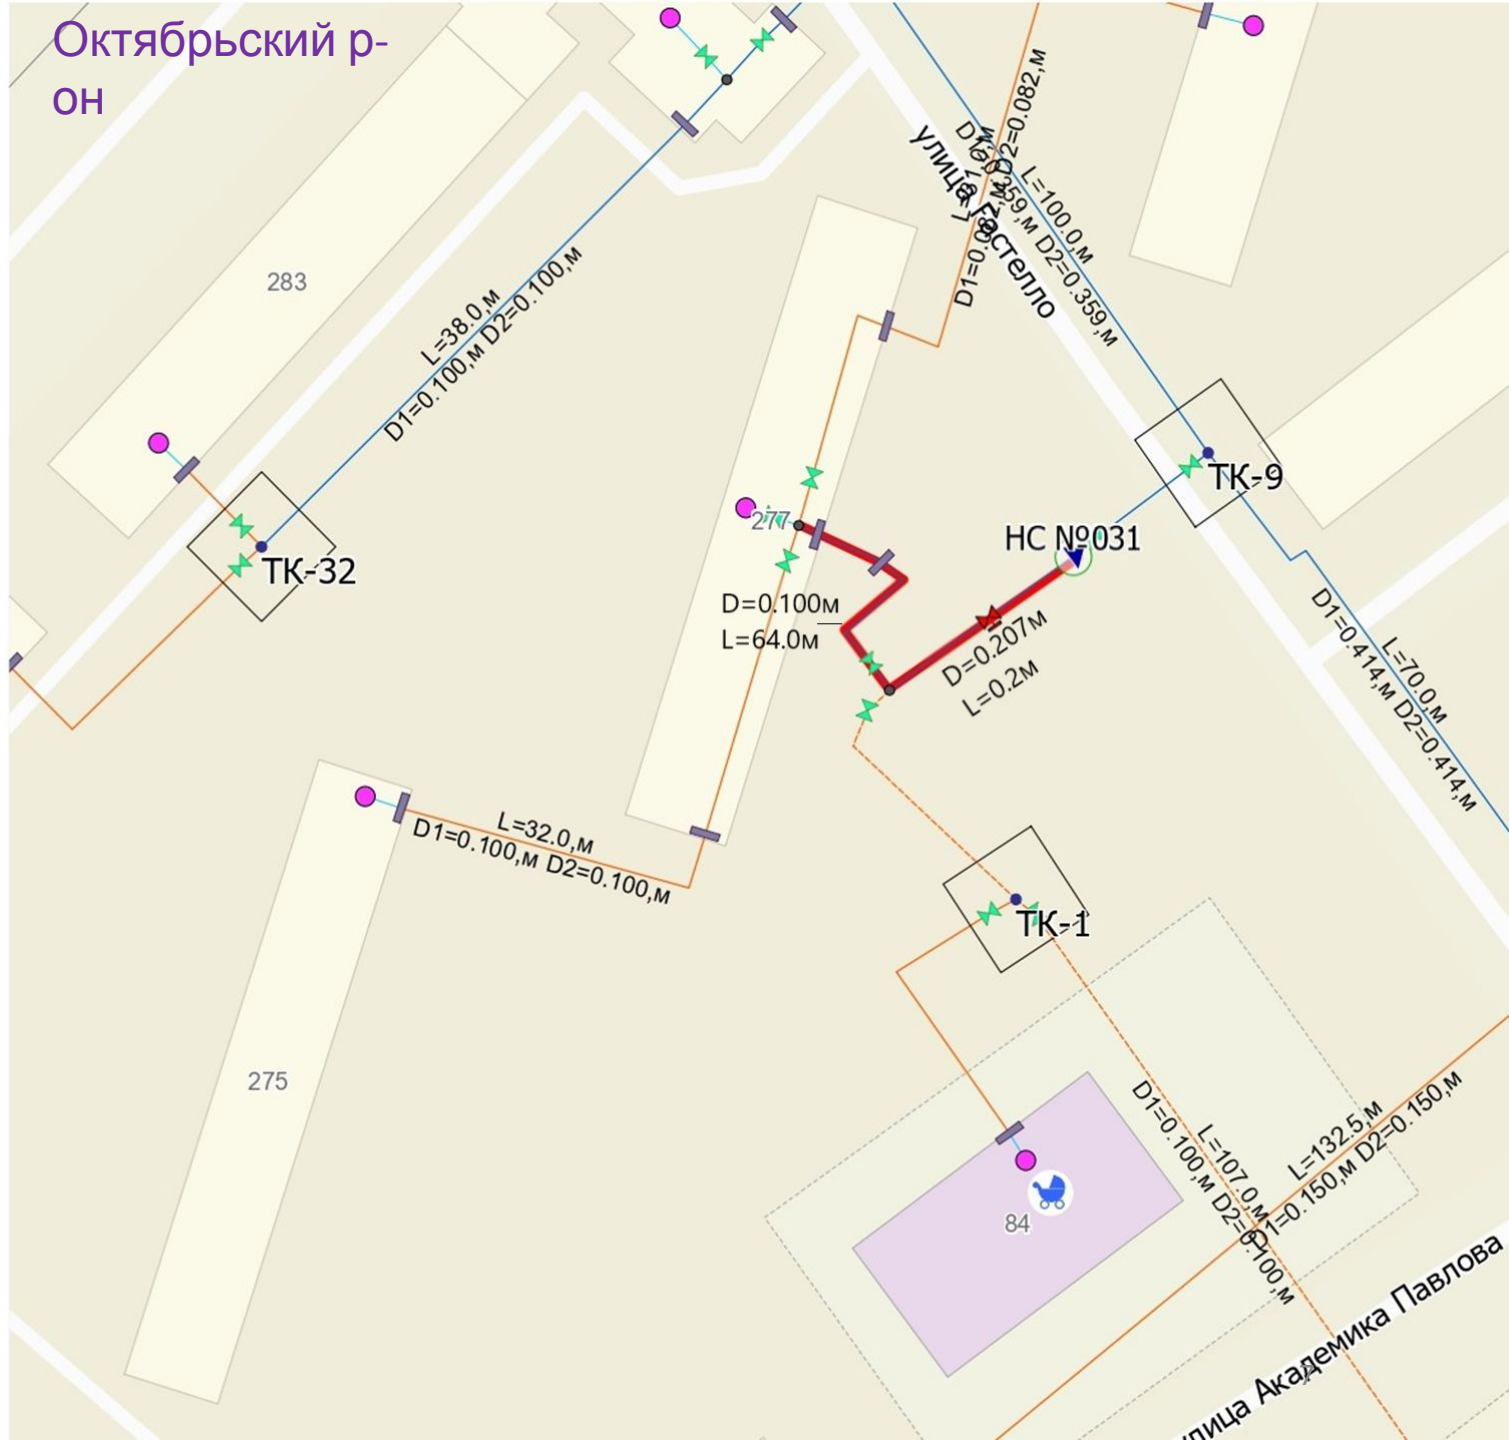 Октябрьский р-
он
283
L=38.0,м
D1=0.100,м D2=0.100,м
улица Гастелло
D2=0.082,м
L=100.0,м
D2=0.359,м
ТК-9
НС №031
277
ТК-32
D=0.100м
L=64.0м
D=0.207м
L=0.2м
L=70.0,м
D1=0.414,м D2=0.414,м
L=32.0,м
D1=0.100,м D2=0.100,м
ТК-1
275
84
L=107.0,м
D1=0.100,м D2=0.100,м
L=132.5,м
D1=0.150,м D2=0.150,м
лица Академика Павлова